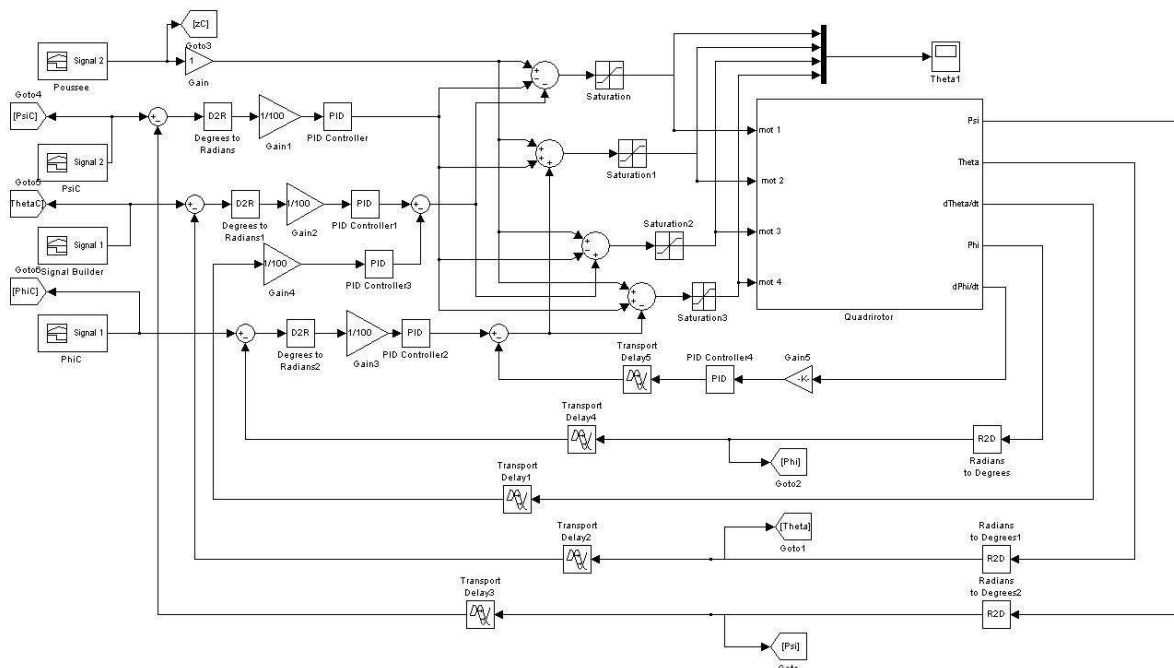 [zC]
Goto3
Signal 2
Poussee
1
Gain
Goto4
[PsiC]
D2R
Degrees to
Radians
1/100
Gain1
PID
PID Controller
Signal 2
PsiC
Goto5
ThetaC]
D2R
Degrees to
Radians1
1/100
Gain2
PID
PID Controller1
Signal 1
Signal Builder
1/100
Gain4
PID
PID Controller3
Goto6
[PhiC]
Signal 1
PhiC
D2R
Degrees to
Radians2
1/100
Gain3
PID
PID Controller2
Saturation
Saturation1
Saturation2
Saturation3
Theta1
mot 1
mot 2
mot 3
mot 4
Psi
Theta
dTheta/dt
Phi
dPhi/dt
Quadrirotor
Transport
Delay5
PID Controller4
PID
Gain5
-K-
Transport
Delay4
R2D
Radians
to Degrees
[Phi]
Goto2
Transport
Delay1
[Theta]
Goto1
Transport
Delay2
Radians
to Degrees1
R2D
Transport
Delay3
Radians
to Degrees2
R2D
[Psi]
Goto